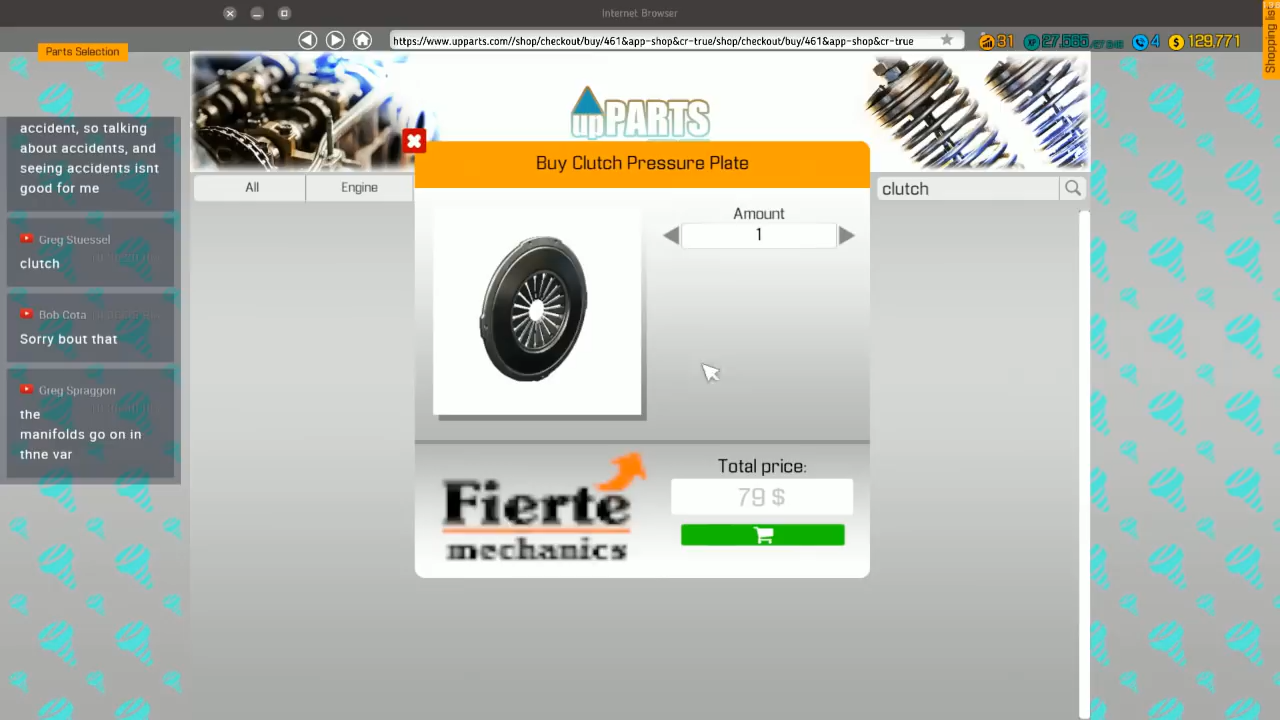 Internet Browser
Parts Selection
https://www.upparts.com//shop/checkout/buy/461&app-shop&cr-true/shop/checkout/buy/461&app-shop&cr-true
31
4
129,771
Shopping list
upPARTS
accident, so talking
about accidents, and
seeing accidents isnt
good for me
Greg Stuessel
clutch
Bob Cota
Sorry bout that
Greg Spraggon
the
manifolds go on in
thne var
All
Engine
clutch
Buy Clutch Pressure Plate
Amount
1
Fierte
mechanics
Total price:
79 $